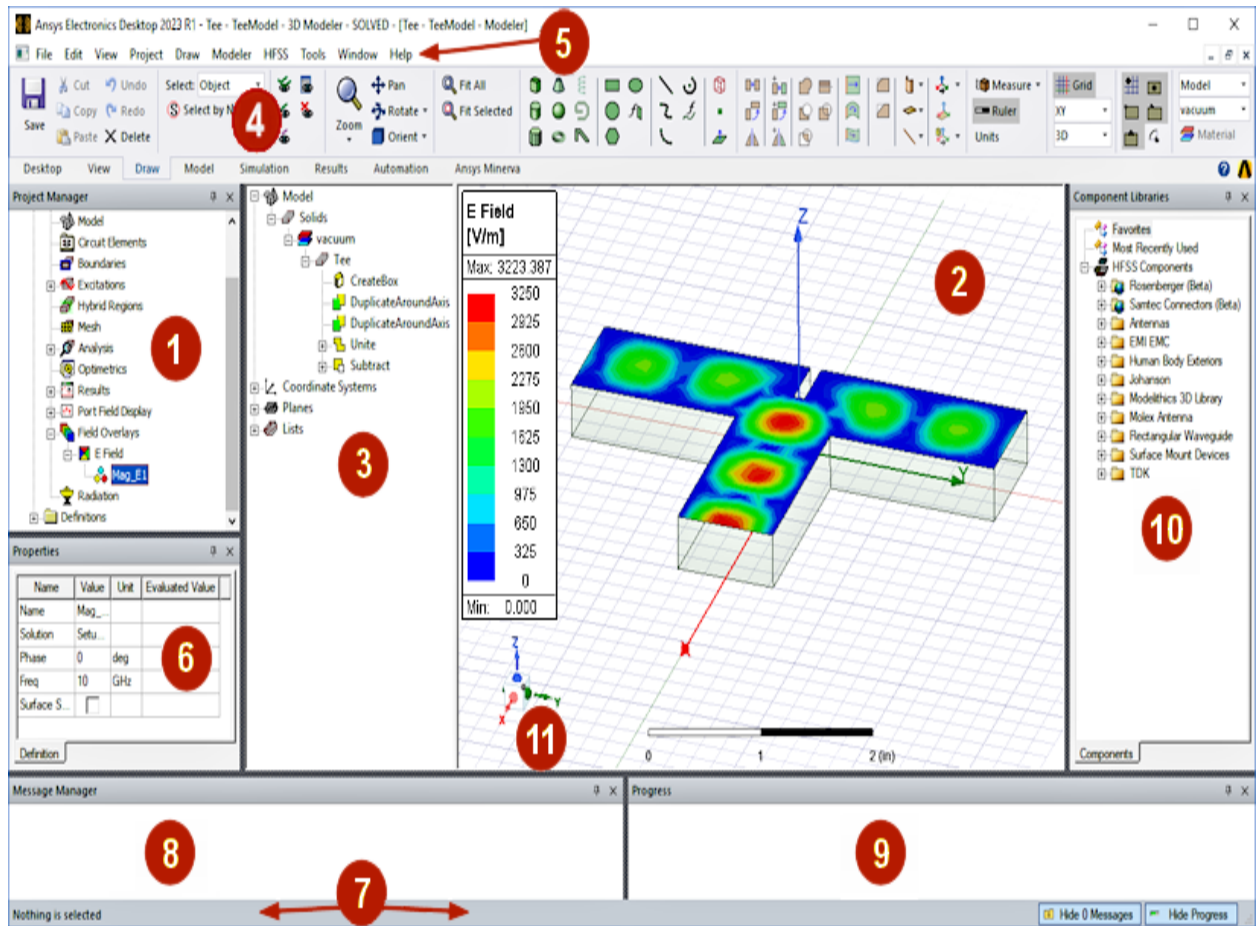 Ansys Electronics Desktop 2023 R1 - Tee - TeeModel - 3D Modeler - SOLVED - [Tee - TeeModel - Modeler]
File Edit View Project Draw Modeler HFSS Tools Window Help
5
Save
Cut Undo
Copy Redo
Paste Delete
Select: Object
Select by N
4
Zoom
Pan
Rotate
Orient
Fit All
Fit Selected
Measure
Ruler
Units
Grid
XY
3D
Model
vacuum
Material
Desktop View Draw Model Simulation Results Automation Ansys Minerva
Project Manager
Model
Circuit Elements
Boundaries
Excitations
Hybrid Regions
Mesh
Analysis
Optimetrics
Results
Port Field Display
Field Overlays
E Field
Mag_E1
Radiation
Definitions
1
Properties
Name Value Unit Evaluated Value
Name Mag_...
Solution Setu...
Phase 0 deg
Freq 10 GHz
Surface S...
Definition
6
Model
Solids
vacuum
Tee
CreateBox
DuplicateAroundAxis
DuplicateAroundAxis
Unite
Subtract
Coordinate Systems
Planes
Lists
3
E Field
[V/m]
Max: 3223.387
3250
2925
2600
2275
1950
1625
1300
975
650
325
0
Min: 0.000
Z
Y
X
2
Z
Y
X
11
0 1 2 (in)
Component Libraries
Favorites
Most Recently Used
HFSS Components
Rosenberger (Beta)
Samtec Connectors (Beta)
Antennas
EMI EMC
Human Body Exteriors
Johanson
Modelithics 3D Library
Molex Antenna
Rectangular Waveguide
Surface Mount Devices
TDK
10
Components
Message Manager
8
Progress
9
7
Nothing is selected
Hide 0 Messages Hide Progress